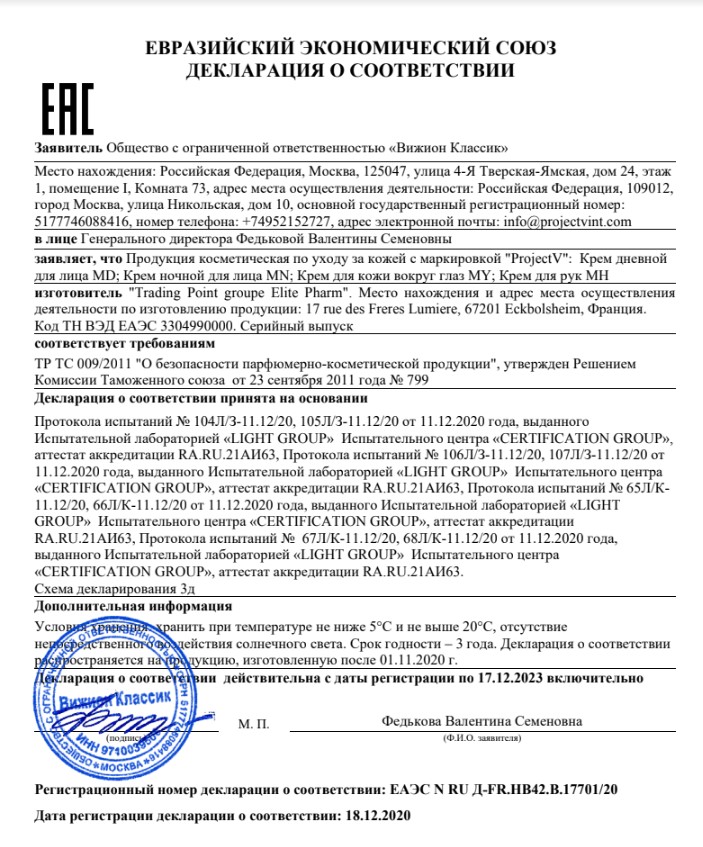 ЕВРАЗИЙСКИЙ ЭКОНОМИЧЕСКИЙ СОЮЗ
ДЕКЛАРАЦИЯ О СООТВЕТСТВИИ
ЕАС
Заявитель Общество с ограниченной ответственностью «Вижион Классик»
Место нахождения: Российская Федерация, Москва, 125047, улица 4-Я Тверская-Ямская, дом 24, этаж
1, помещение I, Комната 73, адрес места осуществления деятельности: Российская Федерация, 109012,
город Москва, улица Никольская, дом 10, основной государственный регистрационный номер:
5177746088416, номер телефона: +74952152727, адрес электронной почты: info@projectvint.com
в лице Генерального директора Федьковой Валентины Семеновны
заявляет, что Продукция косметическая по уходу за кожей с маркировкой "ProjectV": Крем дневной
для лица MD; Крем ночной для лица MN; Крем для кожи вокруг глаз MY; Крем для рук MH
изготовитель "Trading Point groupe Elite Pharm". Место нахождения и адрес места осуществления
деятельности по изготовлению продукции: 17 rue des Freres Lumiere, 67201 Eckbolsheim, Франция.
Код ТН ВЭД ЕАЭС 3304990000. Серийный выпуск
соответствует требованиям
ТР ТС 009/2011 "О безопасности парфюмерно-косметической продукции", утвержден Решением
Комиссии Таможенного союза от 23 сентября 2011 года № 799
Декларация о соответствии принята на основании
Протокола испытаний № 104Л/З-11.12/20, 105Л/З-11.12/20 от 11.12.2020 года, выданного
Испытательной лабораторией «LIGHT GROUP» Испытательного центра «CERTIFICATION GROUP»,
аттестат аккредитации RA.RU.21АИ63, Протокола испытаний № 106Л/З-11.12/20, 107Л/З-11.12/20 от
11.12.2020 года, выданного Испытательной лабораторией «LIGHT GROUP» Испытательного центра
«CERTIFICATION GROUP», аттестат аккредитации RA.RU.21АИ63, Протокола испытаний № 65Л/К-
11.12/20, 66Л/К-11.12/20 от 11.12.2020 года, выданного Испытательной лабораторией «LIGHT
GROUP» Испытательного центра «CERTIFICATION GROUP», аттестат аккредитации
RA.RU.21АИ63, Протокола испытаний № 67Л/К-11.12/20, 68Л/К-11.12/20 от 11.12.2020 года,
выданного Испытательной лабораторией «LIGHT GROUP» Испытательного центра
«CERTIFICATION GROUP», аттестат аккредитации RA.RU.21АИ63.
Схема декларирования 3д
Дополнительная информация
Условия хранения: хранить при температуре не ниже 5°С и не выше 20°С, отсутствие
непосредственного воздействия солнечного света. Срок годности – 3 года. Декларация о соответствии
распространяется на продукцию, изготовленную после 01.11.2020 г.
Декларация о соответствии действительна с даты регистрации по 17.12.2023 включительно
Вижион Классик
МОСКВА
М. П.
Федькова Валентина Семеновна
(подпись)
(Ф.И.О. заявителя)
Регистрационный номер декларации о соответствии: ЕАЭС N RU Д-FR.НВ42.В.17701/20
Дата регистрации декларации о соответствии: 18.12.2020